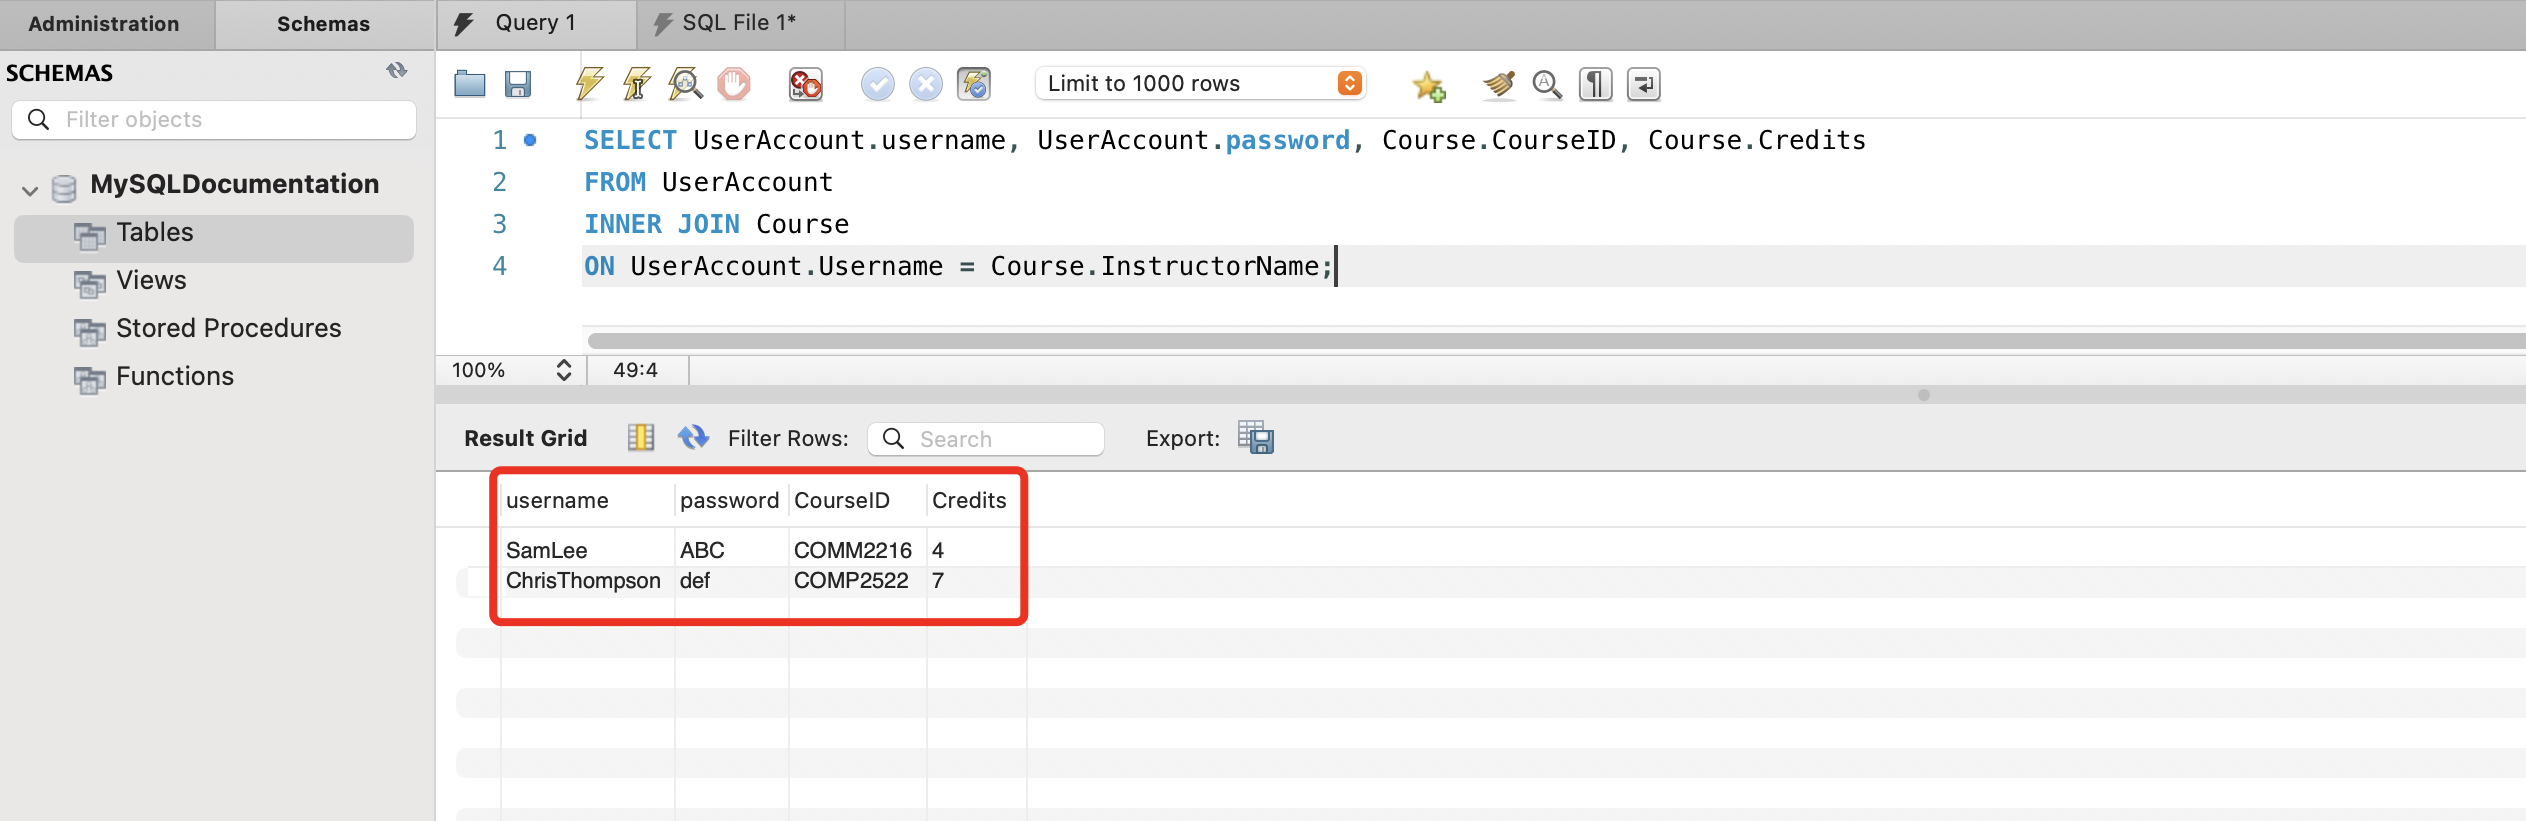 Administration Schemas Query 1 SQL File 1*
SCHEMAS
Filter objects
MySQLDocumentation
Tables
Views
Stored Procedures
Functions
Limit to 1000 rows
1 SELECT UserAccount.username, UserAccount.password, Course.CourseID, Course.Credits
2 FROM UserAccount
3 INNER JOIN Course
4 ON UserAccount.Username = Course.InstructorName;
100% 49:4
Result Grid Filter Rows: Search Export:
username password CourseID Credits
SamLee ABC COMM2216 4
ChrisThompson def COMP2522 7